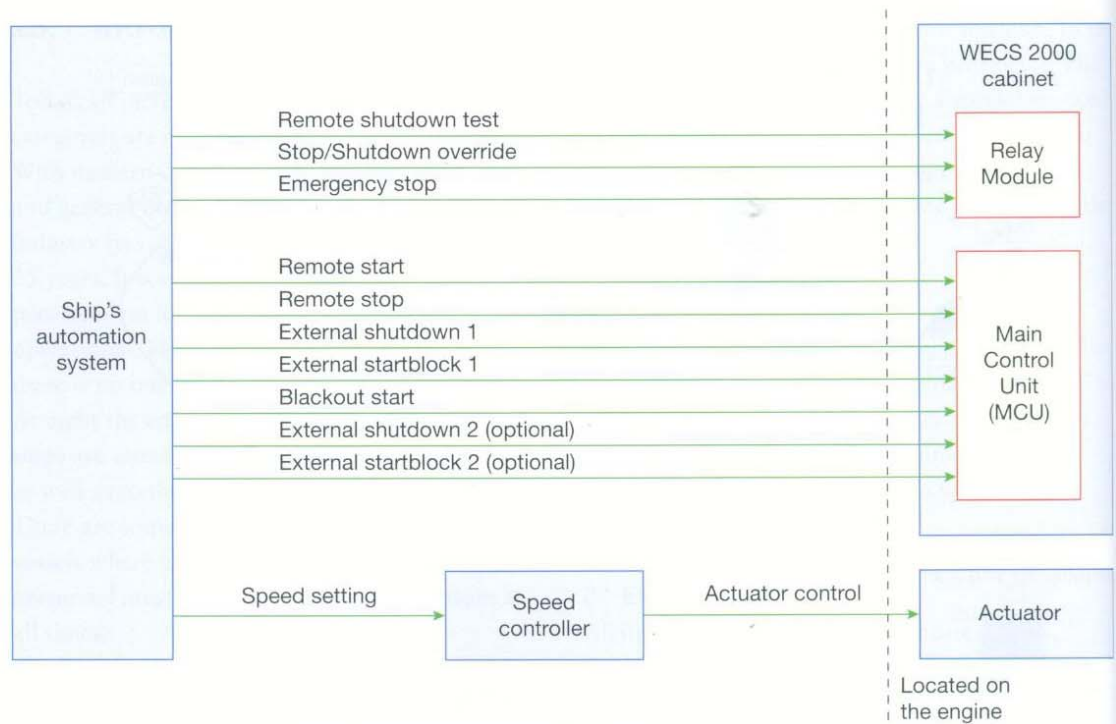 WECS 2000
cabinet
Remote shutdown test
Stop/Shutdown override
Emergency stop
Relay
Module
Remote start
Remote stop
External shutdown 1
External startblock 1
Blackout start
External shutdown 2 (optional)
External startblock 2 (optional)
Ship's
automation
system
Main
Control
Unit
(MCU)
Speed setting
Speed
controller
Actuator control
Actuator
Located on
the engine